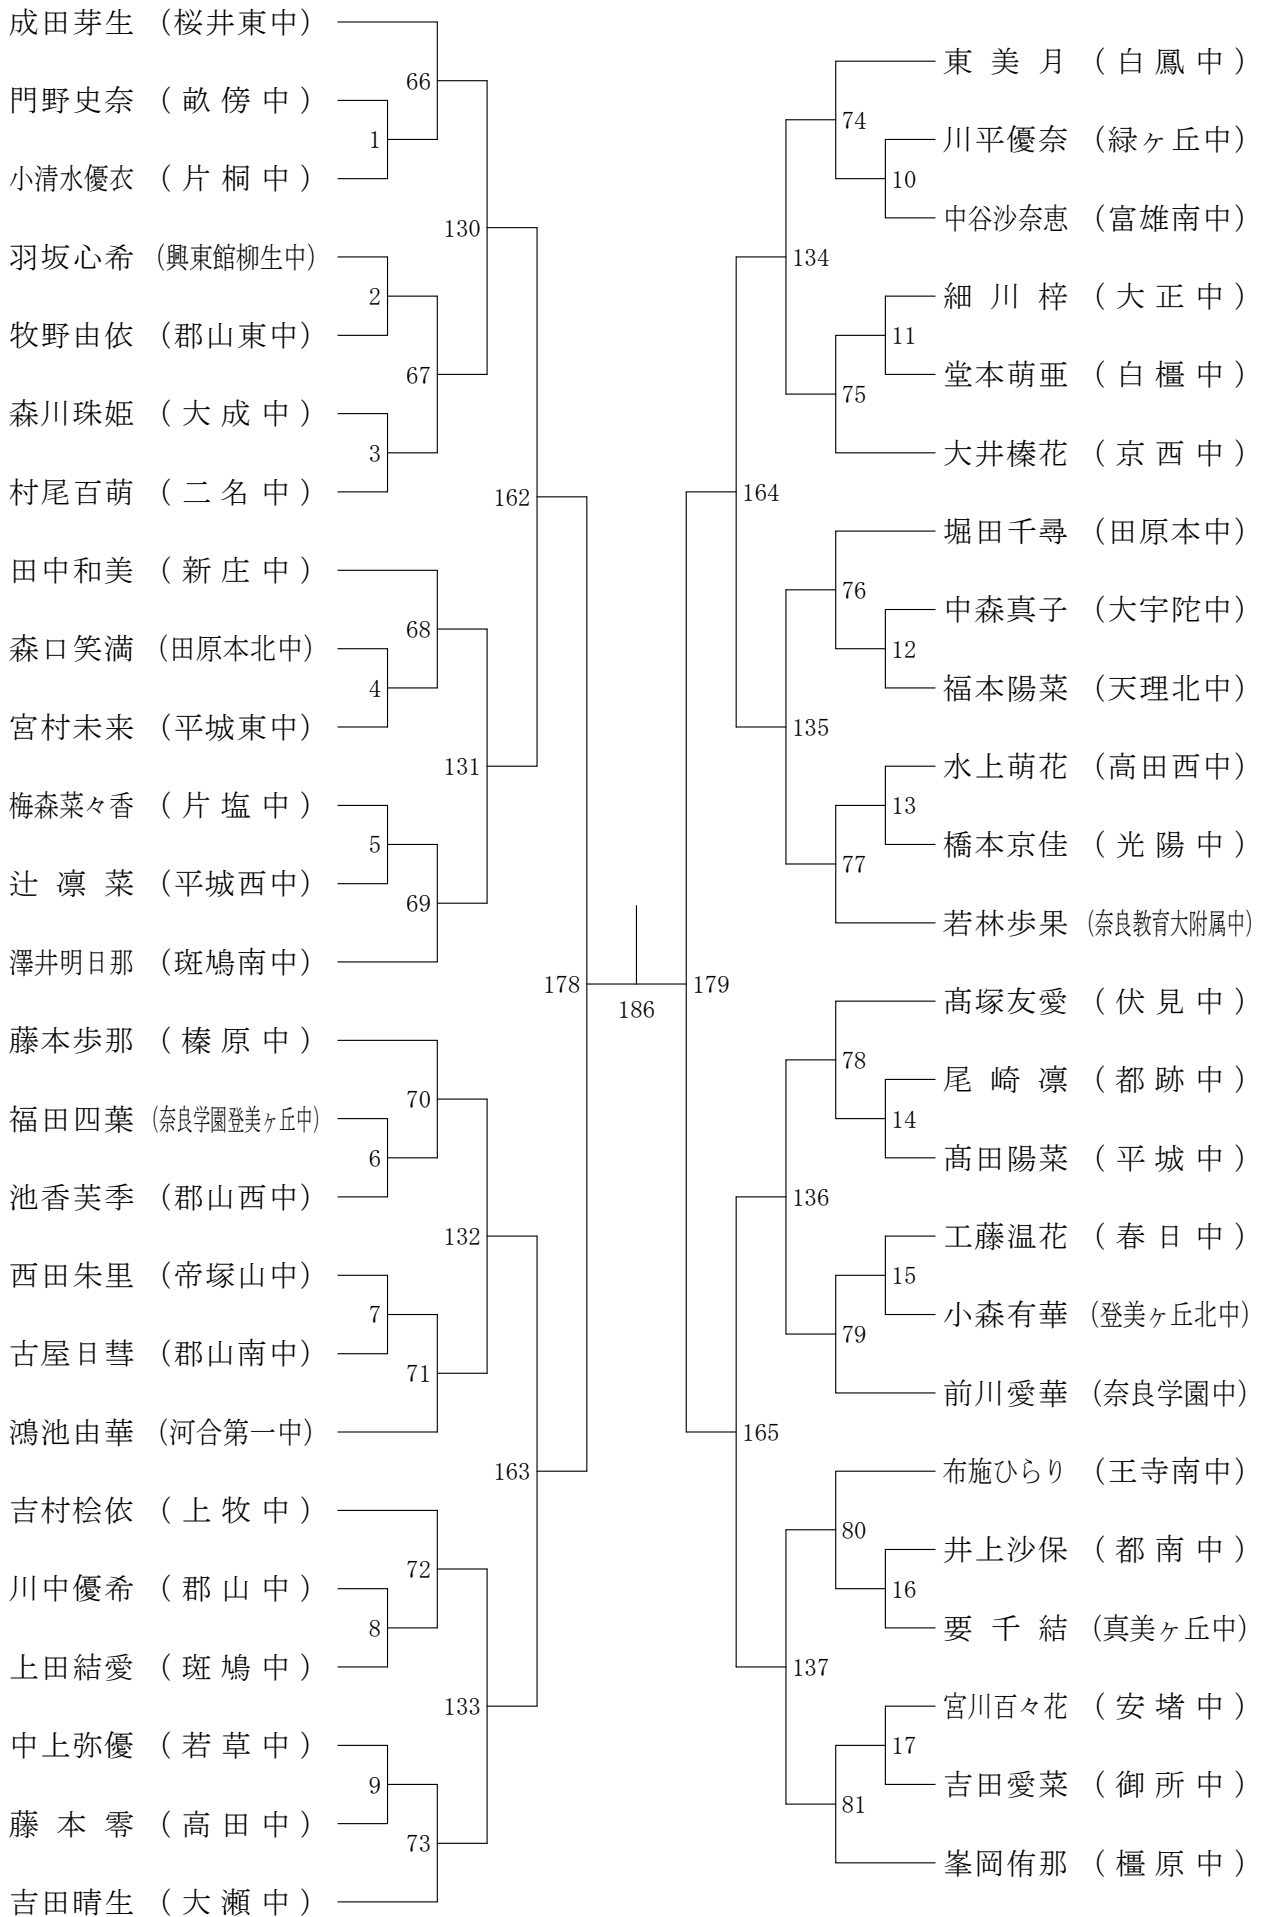 成田芽生 (桜井東中)
門野史奈 (畝傍中)
小清水優衣 (片桐中)
羽坂心希 (興東館柳生中)
牧野由依 (郡山東中)
森川珠姫 (大成中)
村尾百萌 (二名中)
田中和美 (新庄中)
森口笑満 (田原本北中)
宮村未来 (平城東中)
梅森菜々香 (片塩中)
辻凛菜 (平城西中)
澤井明日那 (斑鳩南中)
藤本歩那 (榛原中)
福田四葉 (奈良学園登美ヶ丘中)
池香芙季 (郡山西中)
西田朱里 (帝塚山中)
古屋日彗 (郡山南中)
鴻池由華 (河合第一中)
吉村桧依 (上牧中)
川中優希 (郡山中)
上田結愛 (斑鳩中)
中上弥優 (若草中)
藤本零 (高田中)
吉田晴生 (大瀬中)
1
2
3
4
5
6
7
8
9
66
67
68
69
70
71
72
73
130
131
132
133
162
163
178
186
179
164
165
134
135
136
137
74
75
76
77
78
79
80
81
10
11
12
13
14
15
16
17
東美月 (白鳳中)
川平優奈 (緑ヶ丘中)
中谷沙奈恵 (富雄南中)
細川梓 (大正中)
堂本萌亜 (白橿中)
大井榛花 (京西中)
堀田千尋 (田原本中)
中森真子 (大宇陀中)
福本陽菜 (天理北中)
水上萌花 (高田西中)
橋本京佳 (光陽中)
若林歩果 (奈良教育大附属中)
髙塚友愛 (伏見中)
尾崎凛 (都跡中)
髙田陽菜 (平城中)
工藤温花 (春日中)
小森有華 (登美ヶ丘北中)
前川愛華 (奈良学園中)
布施ひらり (王寺南中)
井上沙保 (都南中)
要千結 (真美ヶ丘中)
宮川百々花 (安堵中)
吉田愛菜 (御所中)
峯岡侑那 (橿原中)